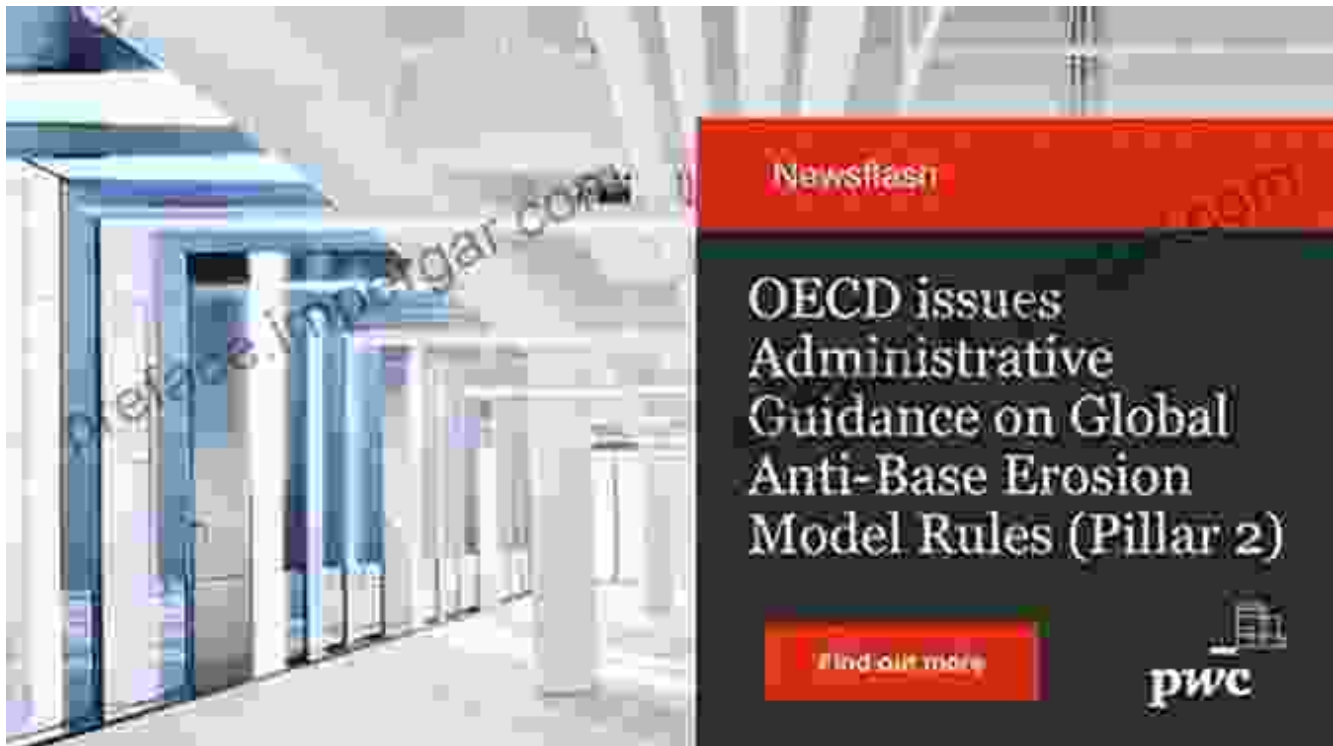 Newsflash
OECD issues
Administrative
Guidance on Global
Anti-Base Erosion
Model Rules (Pillar 2)
Find out more
pwc